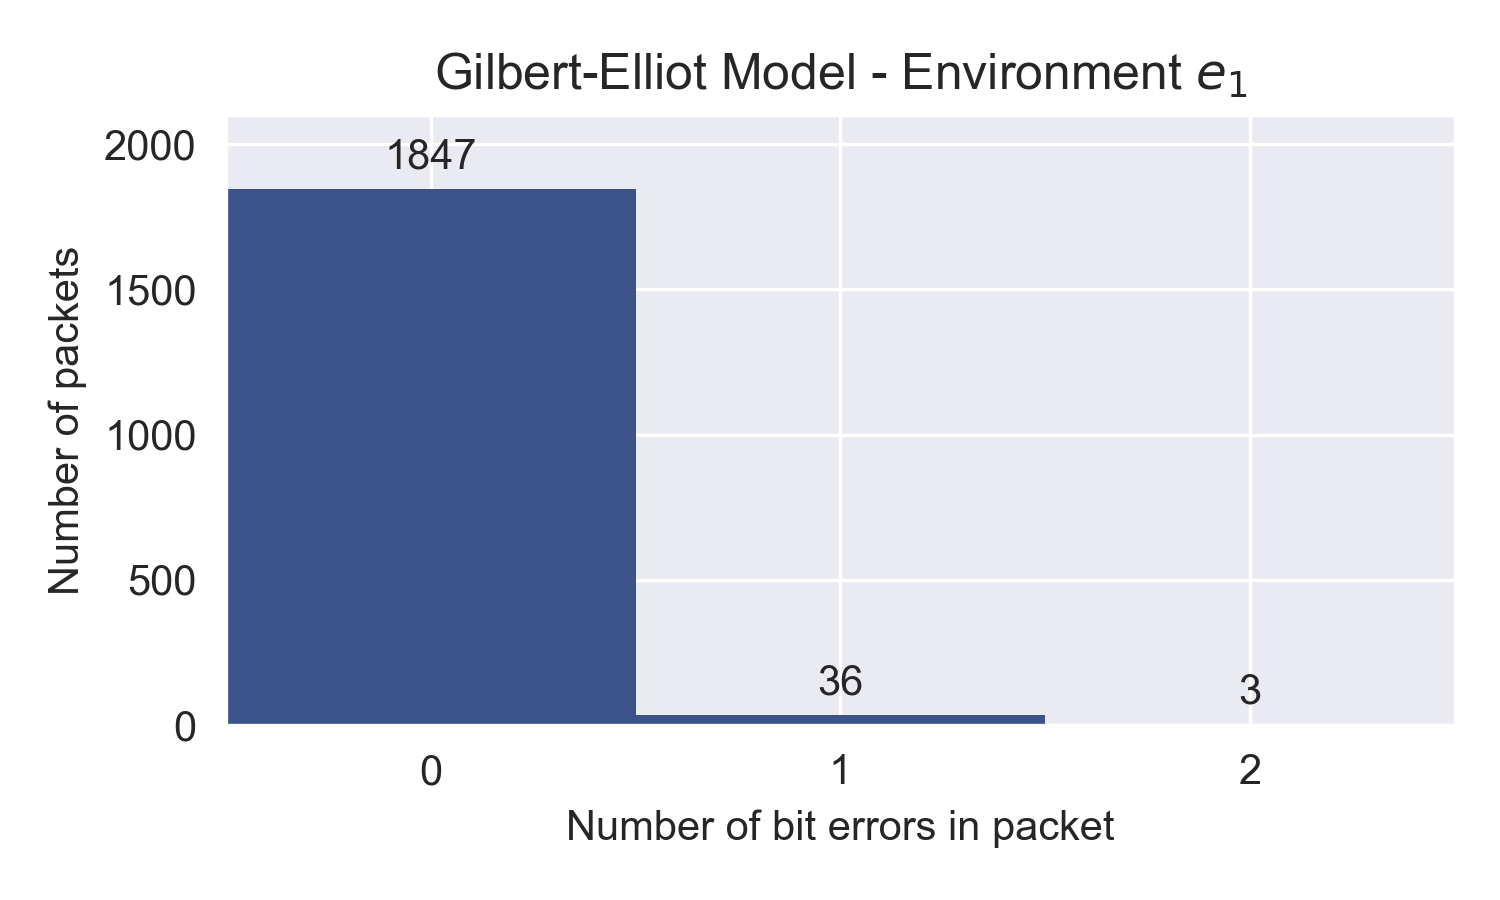 Gilbert-Elliot Model - Environment e₁
2000
1847
1500
1000
500
36
3
0
0 1 2
Number of packets
Number of bit errors in packet